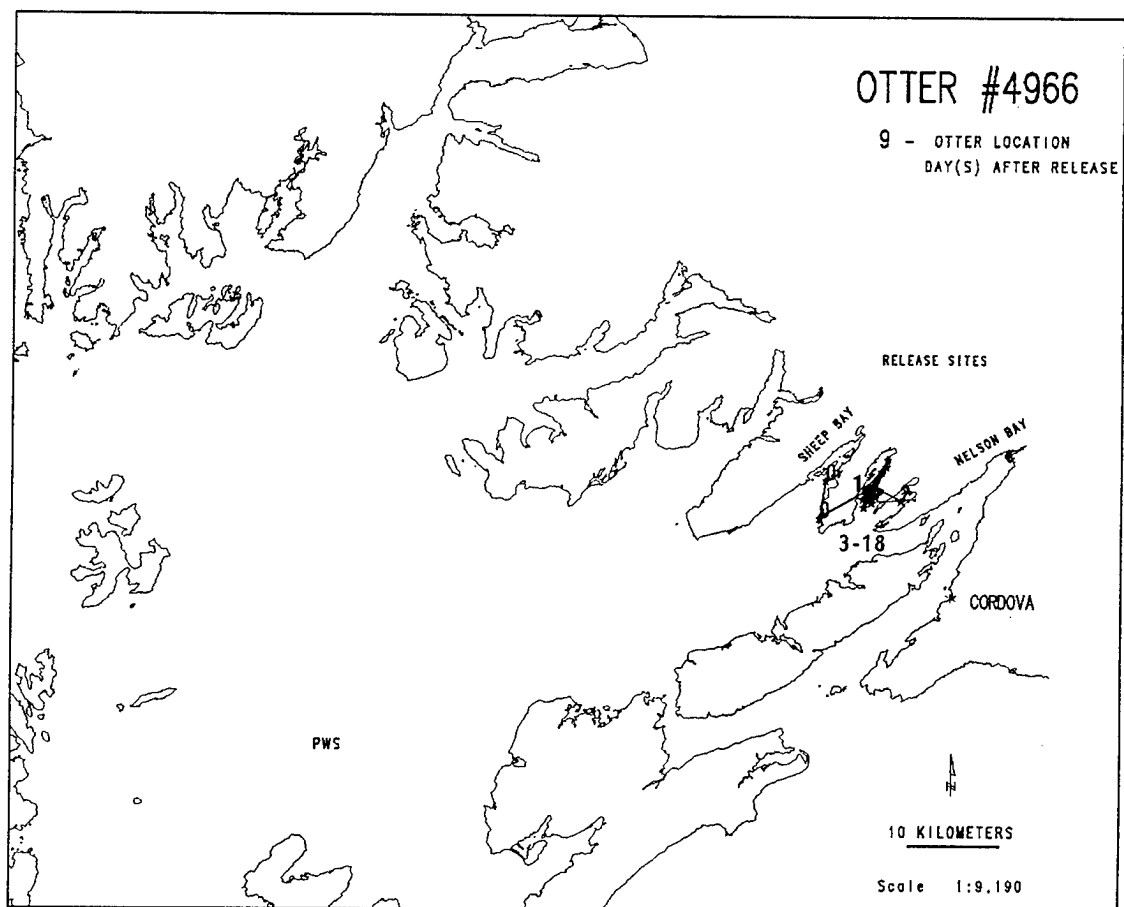 OTTER #4966
9 - OTTER LOCATION
DAY(S) AFTER RELEASE
RELEASE SITES
SHEEP BAY
NELSON BAY
1
0
3-18
CORDOVA
PWS
N
10 KILOMETERS
Scale 1:9,190